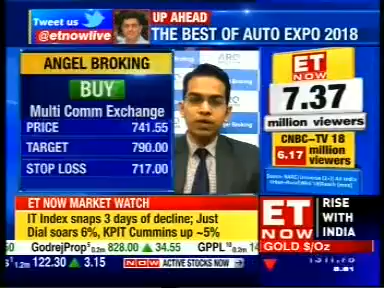 Tweet us
@etnowlive
UP AHEAD
THE BEST OF AUTO EXPO 2018
ANGEL BROKING
BUY
Multi Comm Exchange
PRICE 741.55
TARGET 790.00
STOP LOSS 717.00
Angel Broking
ET
NOW
7.37
million viewers
CNBC-TV 18
6.17 million
viewers
ET NOW MARKET WATCH
IT Index snaps 3 days of decline; Just
Dial soars 6%, KPIT Cummins up ~5%
GodrejProp 0.2m 828.00 ▲ 34.55 GPPL
122.30 ▲ 3.15 NOW ACTIVE STOCKS NOW
ET
NOW
RISE
WITH
INDIA
GOLD $/Oz